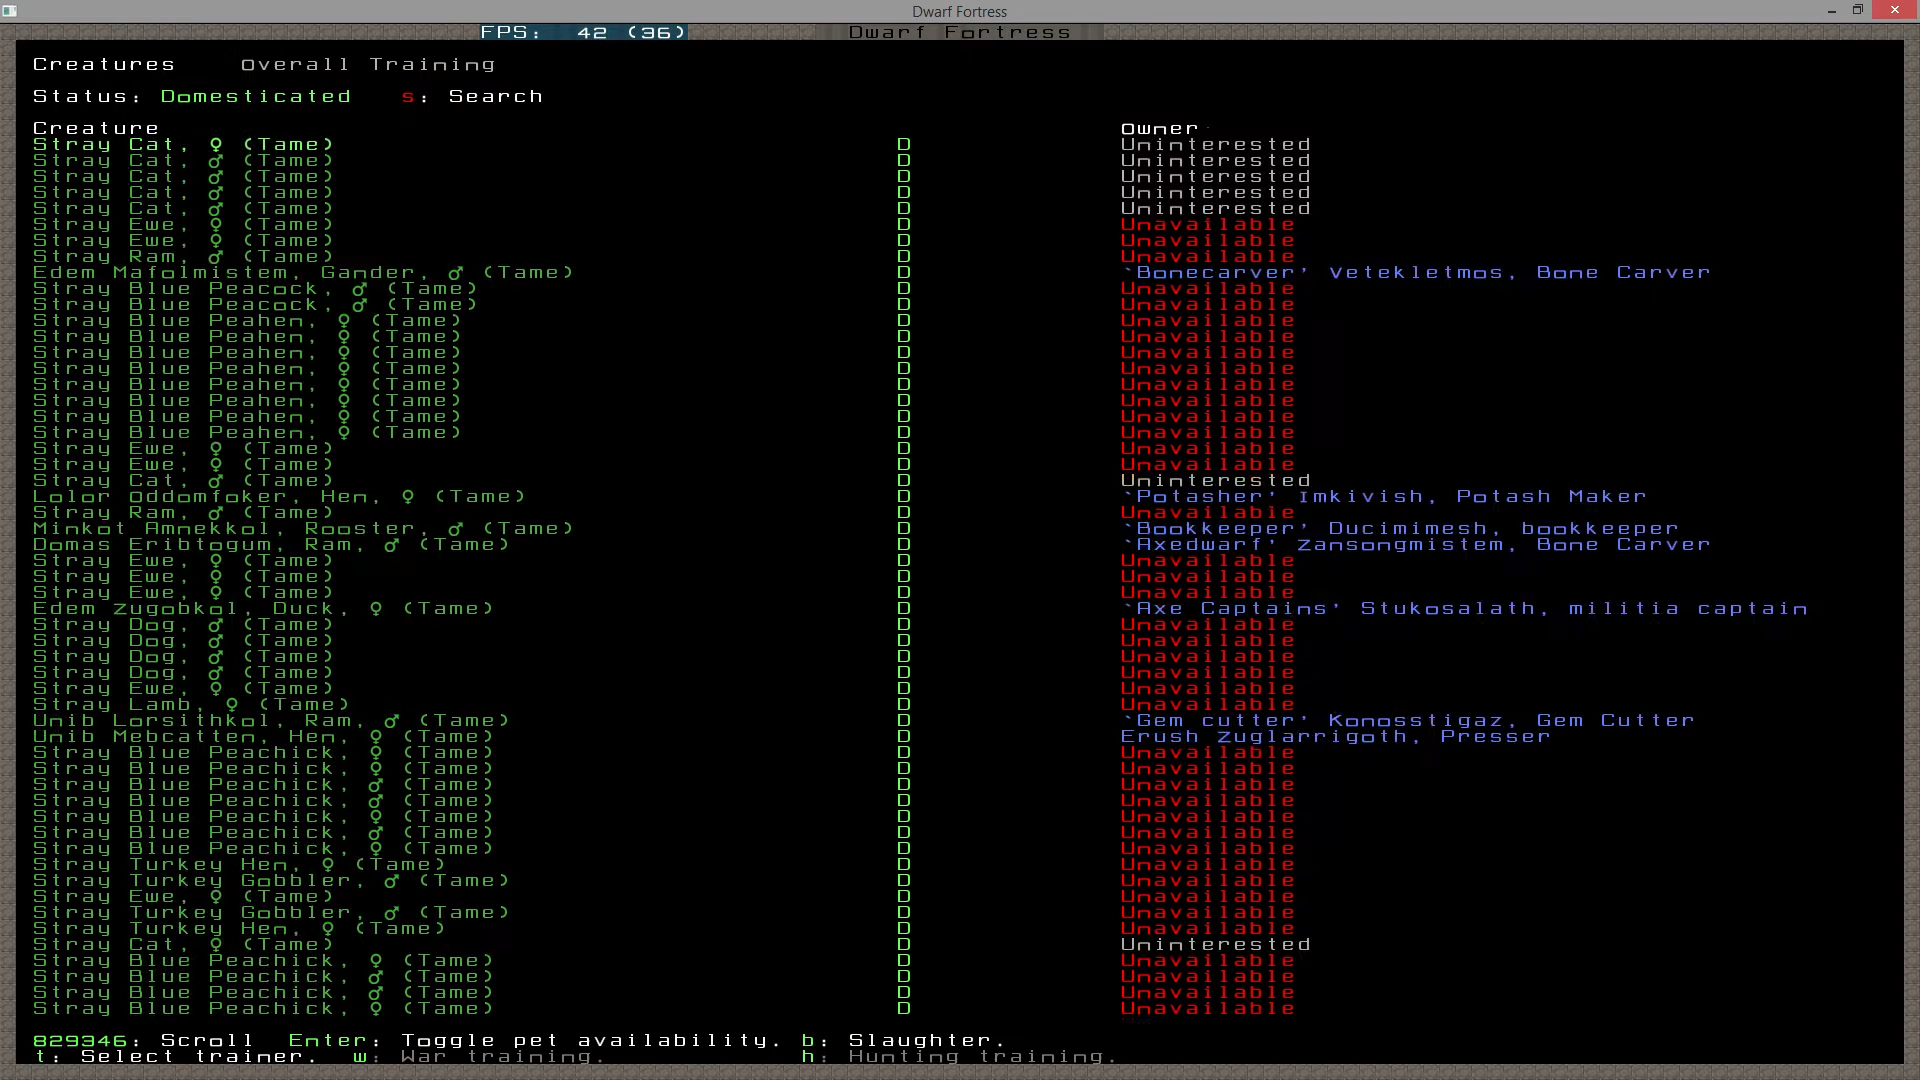 Dwarf Fortress
FPS: 42 (36) Dwarf Fortress
Creatures Overall Training
Status: Domesticated s: Search
Creature Owner
Stray Cat, ♀ (Tame) D Uninterested
Stray Cat, ♂ (Tame) D Uninterested
Stray Cat, ♂ (Tame) D Uninterested
Stray Cat, ♂ (Tame) D Uninterested
Stray Cat, ♂ (Tame) D Uninterested
Stray Ewe, ♀ (Tame) D Unavailable
Stray Ewe, ♀ (Tame) D Unavailable
Stray Ram, ♂ (Tame) D Unavailable
Edem Mafolmistem, Gander, ♂ (Tame) D `Bonecarver' Vetekletmos, Bone Carver
Stray Blue Peacock, ♂ (Tame) D Unavailable
Stray Blue Peacock, ♂ (Tame) D Unavailable
Stray Blue Peahen, ♀ (Tame) D Unavailable
Stray Blue Peahen, ♀ (Tame) D Unavailable
Stray Blue Peahen, ♀ (Tame) D Unavailable
Stray Blue Peahen, ♀ (Tame) D Unavailable
Stray Blue Peahen, ♀ (Tame) D Unavailable
Stray Blue Peahen, ♀ (Tame) D Unavailable
Stray Blue Peahen, ♀ (Tame) D Unavailable
Stray Blue Peahen, ♀ (Tame) D Unavailable
Stray Ewe, ♀ (Tame) D Unavailable
Stray Ewe, ♀ (Tame) D Unavailable
Stray Cat, ♂ (Tame) D Uninterested
Lolor Oddomfoker, Hen, ♀ (Tame) D `Potasher' Imkivish, Potash Maker
Stray Ram, ♂ (Tame) D Unavailable
Minkot Amnekkol, Rooster, ♂ (Tame) D `Bookkeeper' Ducimimesh, bookkeeper
Domas Eribtogum, Ram, ♂ (Tame) D `Axedwarf' Zansongmistem, Bone Carver
Stray Ewe, ♀ (Tame) D Unavailable
Stray Ewe, ♀ (Tame) D Unavailable
Stray Ewe, ♀ (Tame) D Unavailable
Edem Zugobkol, Duck, ♀ (Tame) D `Axe Captains' Stukosalath, militia captain
Stray Dog, ♂ (Tame) D Unavailable
Stray Dog, ♂ (Tame) D Unavailable
Stray Dog, ♂ (Tame) D Unavailable
Stray Dog, ♂ (Tame) D Unavailable
Stray Ewe, ♀ (Tame) D Unavailable
Stray Lamb, ♀ (Tame) D Unavailable
Unib Lorsithkol, Ram, ♂ (Tame) D `Gem cutter' Konosstigaz, Gem Cutter
Unib Mebcatten, Hen, ♀ (Tame) D Erush Zuglarrigoth, Presser
Stray Blue Peachick, ♀ (Tame) D Unavailable
Stray Blue Peachick, ♀ (Tame) D Unavailable
Stray Blue Peachick, ♂ (Tame) D Unavailable
Stray Blue Peachick, ♂ (Tame) D Unavailable
Stray Blue Peachick, ♀ (Tame) D Unavailable
Stray Blue Peachick, ♂ (Tame) D Unavailable
Stray Blue Peachick, ♀ (Tame) D Unavailable
Stray Turkey Hen, ♀ (Tame) D Unavailable
Stray Turkey Gobbler, ♂ (Tame) D Unavailable
Stray Ewe, ♀ (Tame) D Unavailable
Stray Turkey Gobbler, ♂ (Tame) D Unavailable
Stray Turkey Hen, ♀ (Tame) D Unavailable
Stray Cat, ♀ (Tame) D Uninterested
Stray Blue Peachick, ♀ (Tame) D Unavailable
Stray Blue Peachick, ♂ (Tame) D Unavailable
Stray Blue Peachick, ♂ (Tame) D Unavailable
Stray Blue Peachick, ♀ (Tame) D Unavailable
829346: Scroll Enter: Toggle pet availability. b: Slaughter.
t: Select trainer. w: War training. h: Hunting training.